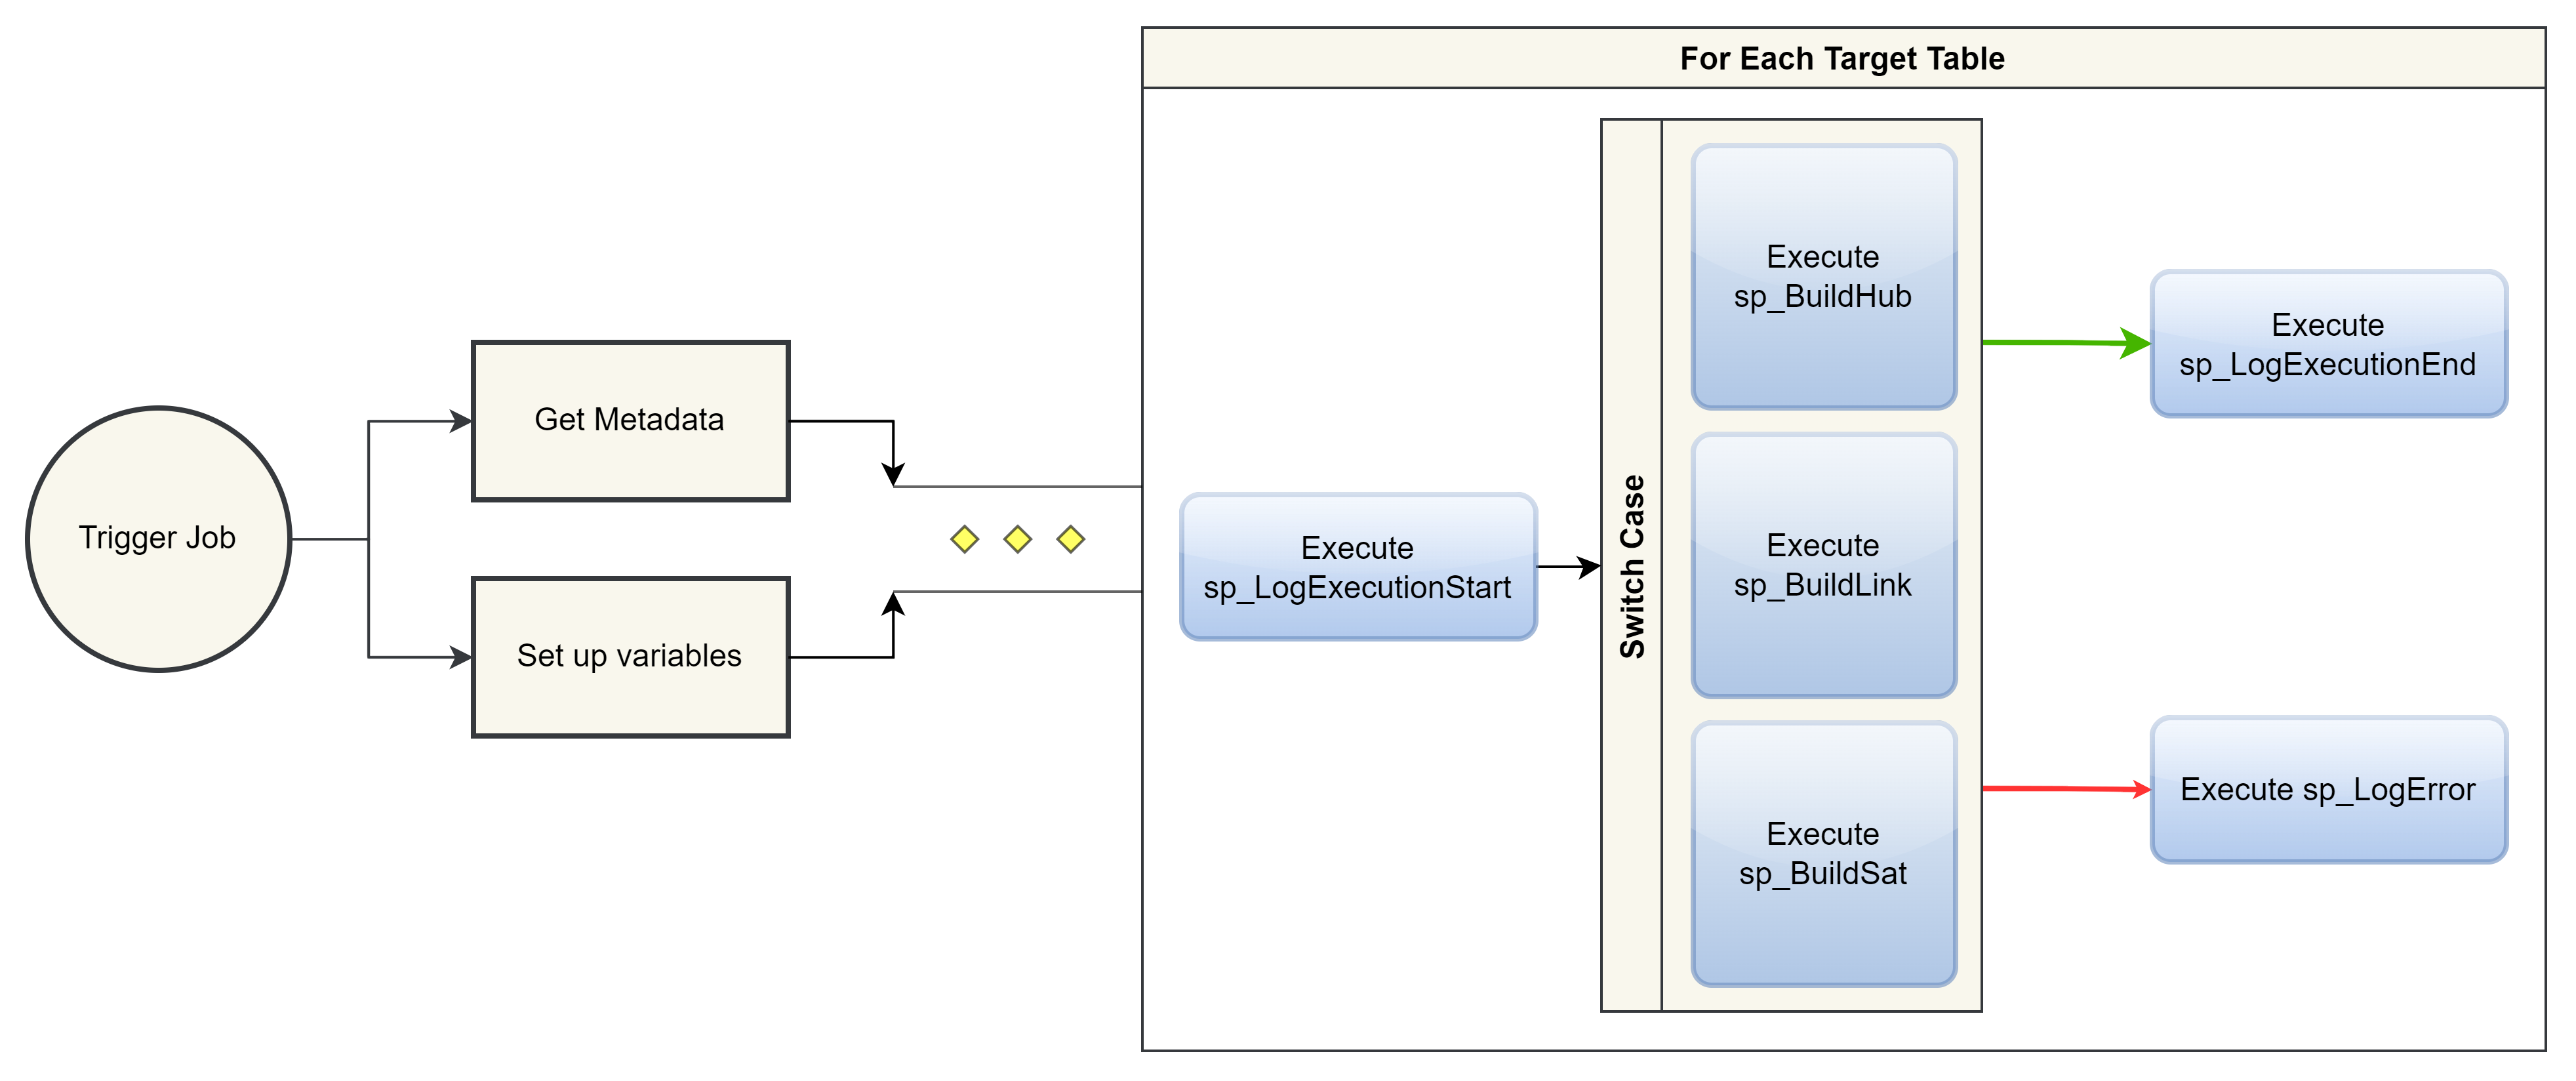 For Each Target Table
Trigger Job
Get Metadata
Set up variables
Execute
sp_LogExecutionStart
Switch Case
Execute
sp_BuildHub
Execute
sp_BuildLink
Execute
sp_BuildSat
Execute
sp_LogExecutionEnd
Execute sp_LogError